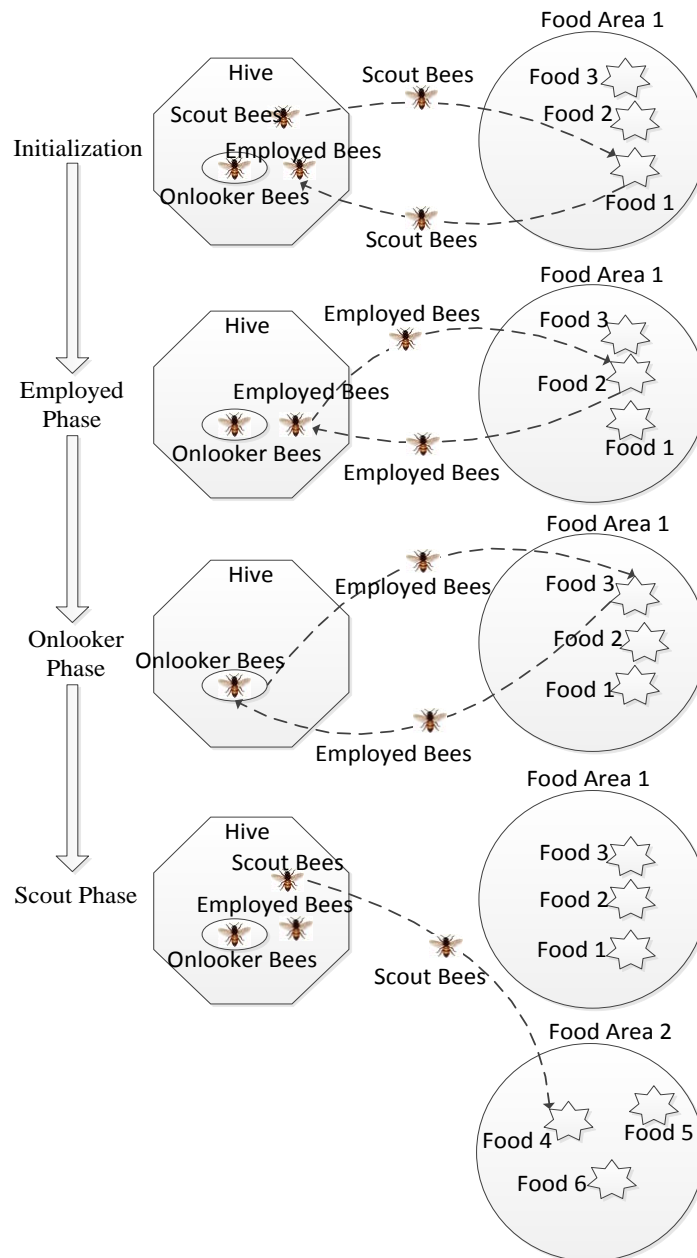 Food Area 1
Hive
Scout Bees
Food 3
Scout Bees
Food 2
Initialization
Employed Bees
Onlooker Bees
Food 1
Scout Bees
Food Area 1
Employed Bees
Food 3
Hive
Employed
Phase
Employed Bees
Food 2
Onlooker Bees
Food 1
Employed Bees
Food Area 1
Hive
Employed Bees
Food 3
Onlooker
Phase
Onlooker Bees
Food 2
Food 1
Employed Bees
Food Area 1
Hive
Scout Bees
Food 3
Scout Phase
Employed Bees
Food 2
Onlooker Bees
Food 1
Scout Bees
Food Area 2
Food 4
Food 5
Food 6